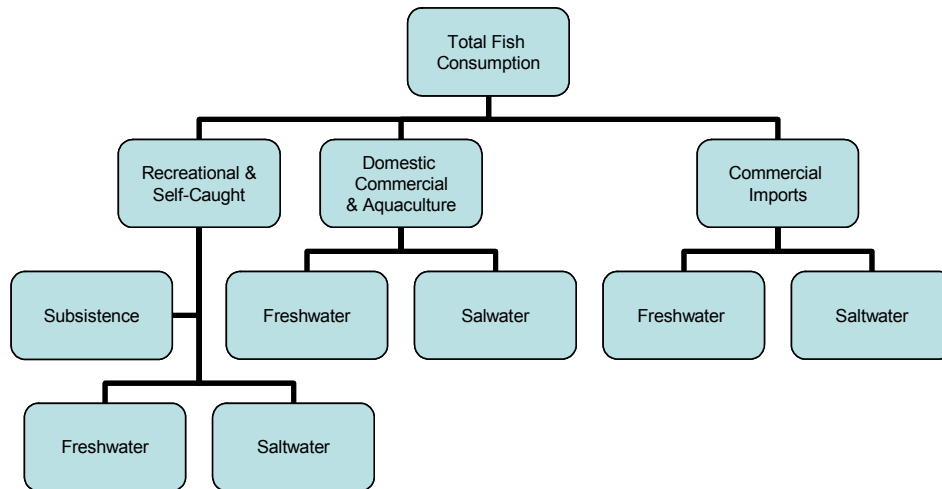 Total Fish
Consumption
Recreational &
Self-Caught
Domestic
Commercial
& Aquaculture
Commercial
Imports
Subsistence
Freshwater
Salwater
Freshwater
Saltwater
Freshwater
Saltwater